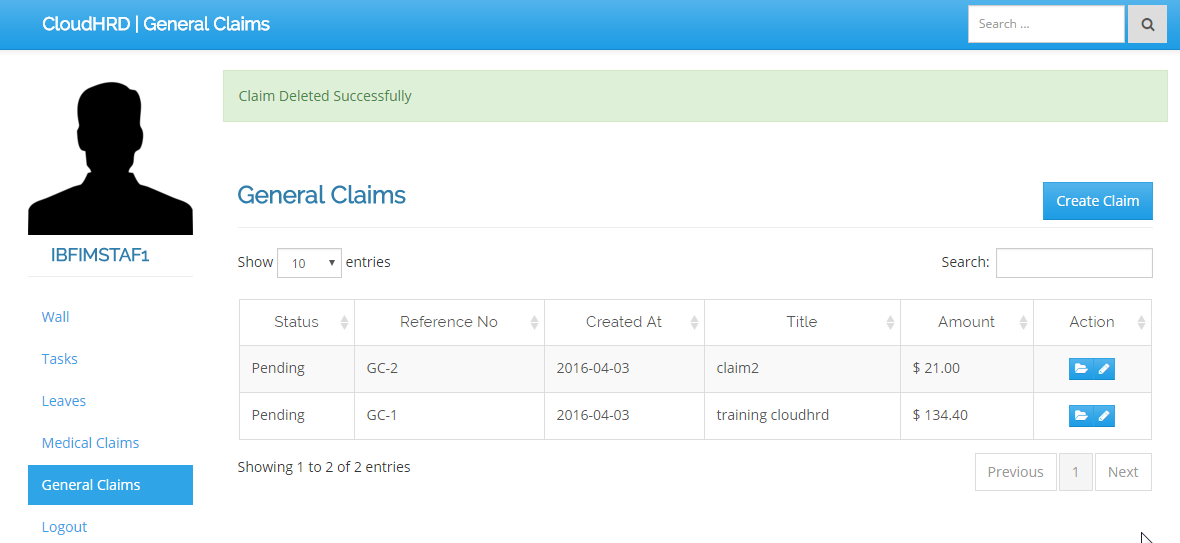 CloudHRD | General Claims
Search ...
Claim Deleted Successfully
IBFIMSTAF1
Wall
Tasks
Leaves
Medical Claims
General Claims
Logout
General Claims
Create Claim
Show 10 entries
Search:
Status Reference No Created At Title Amount Action
Pending GC-2 2016-04-03 claim2 $ 21.00
Pending GC-1 2016-04-03 training cloudhrd $ 134.40
Showing 1 to 2 of 2 entries
Previous 1 Next